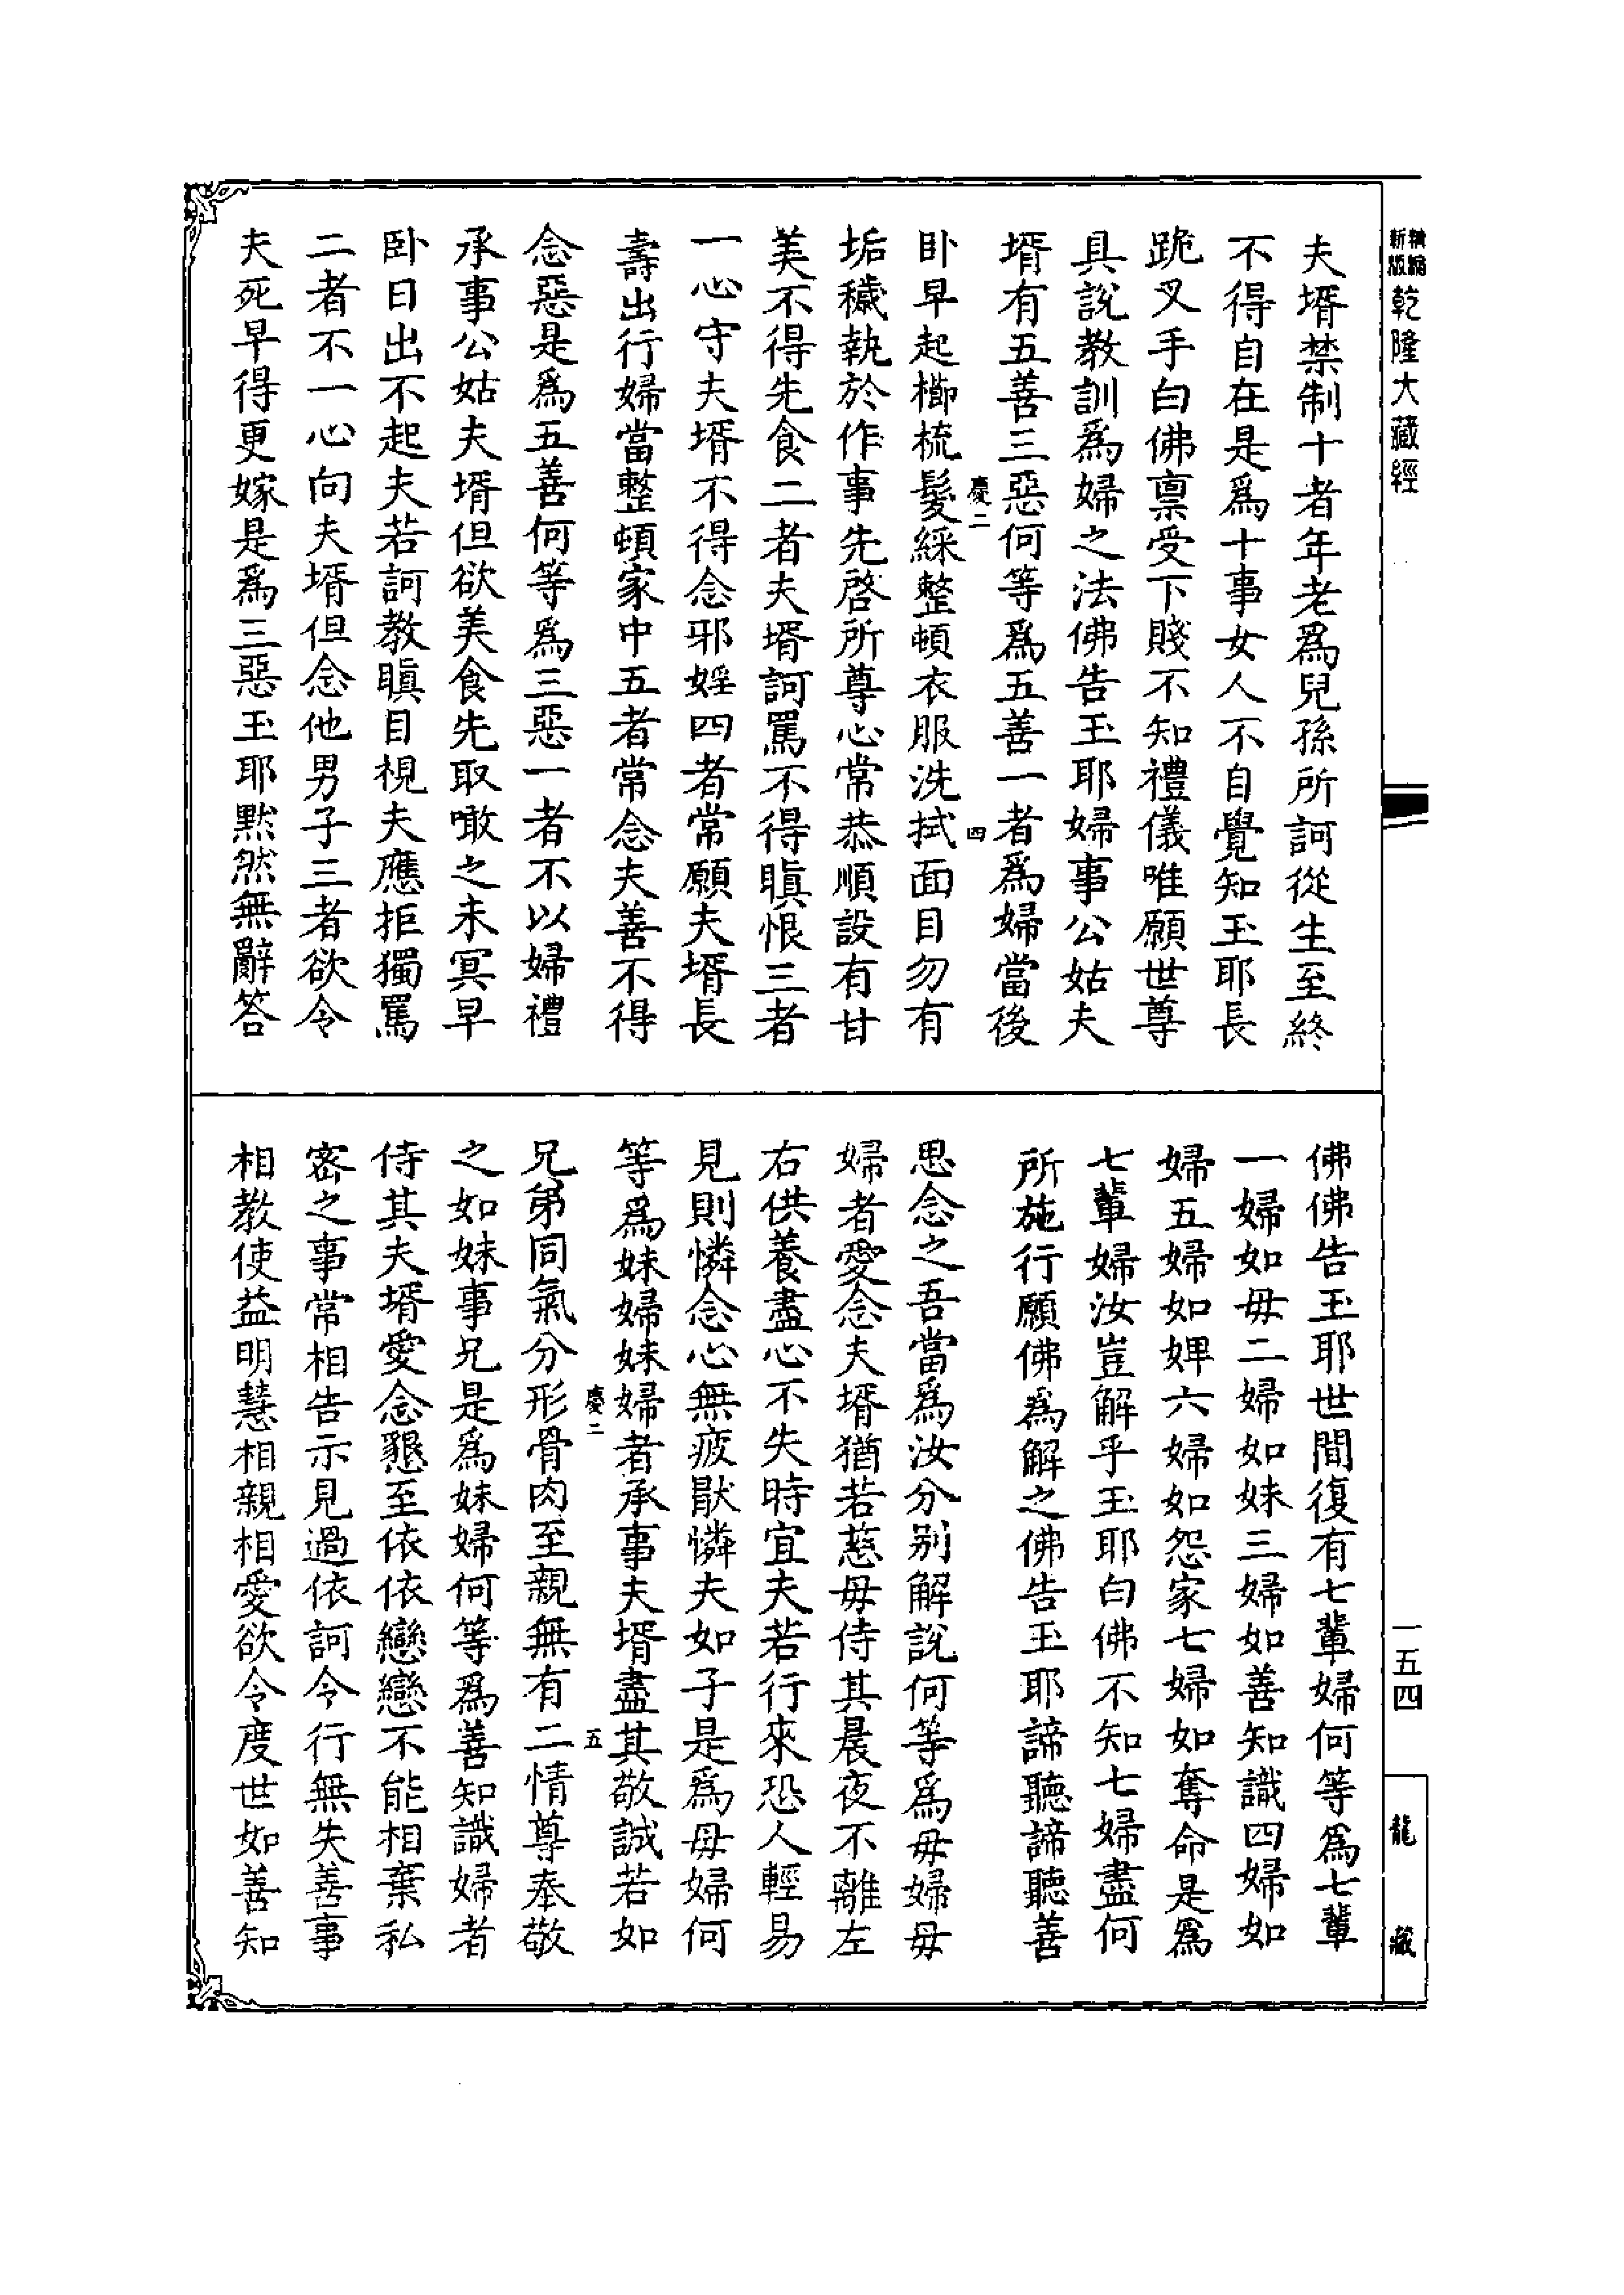 精縮新版乾隆大藏經
夫壻禁制十者年老爲兒孫所訶從生至終
不得自在是爲十事女人不自覺知玉耶長
跪叉手白佛禀受下賤不知禮儀唯願世尊
具說教訓爲婦之法佛告玉耶婦事公姑夫
壻有五善三惡何等爲五善一者爲婦當後
慶二 四
卧早起櫛梳髮綵整頓衣服洗拭面目勿有
垢穢執於作事先啓所尊心常恭順設有甘
美不得先食二者夫壻訶罵不得瞋恨三者
一心守夫壻不得念邪婬四者常願夫壻長
壽出行婦當整頓家中五者常念夫善不得
念惡是爲五善何等爲三惡一者不以婦禮
承事公姑夫壻但欲美食先取噉之未冥早
卧日出不起夫若訶教瞋目視夫應拒獨罵
二者不一心向夫壻但念他男子三者欲令
夫死早得更嫁是爲三惡玉耶默然無辭答
佛佛告玉耶世間復有七輩婦何等爲七輩
一婦如母二婦如妹三婦如善知識四婦如
婦五婦如婢六婦如怨家七婦如奪命是爲
七輩婦汝豈解乎玉耶白佛不知七婦盡何
所施行願佛爲解之佛告玉耶諦聽諦聽善
思念之吾當爲汝分別解說何等爲母婦母
婦者愛念夫壻猶若慈母侍其晨夜不離左
右供養盡心不失時宜夫若行來恐人輕易
見則憐念心無疲厭憐夫如子是爲母婦何
等爲妹婦妹婦者承事夫壻盡其敬誠若如
慶二 五
兄弟同氣分形骨肉至親無有二情尊奉敬
之如妹事兄是爲妹婦何等爲善知識婦者
侍其夫壻愛念懇至依依戀戀不能相棄私
密之事常相告示見過依訶令行無失善事
相教使益明慧相親相愛欲令度世如善知
一五四
龍藏